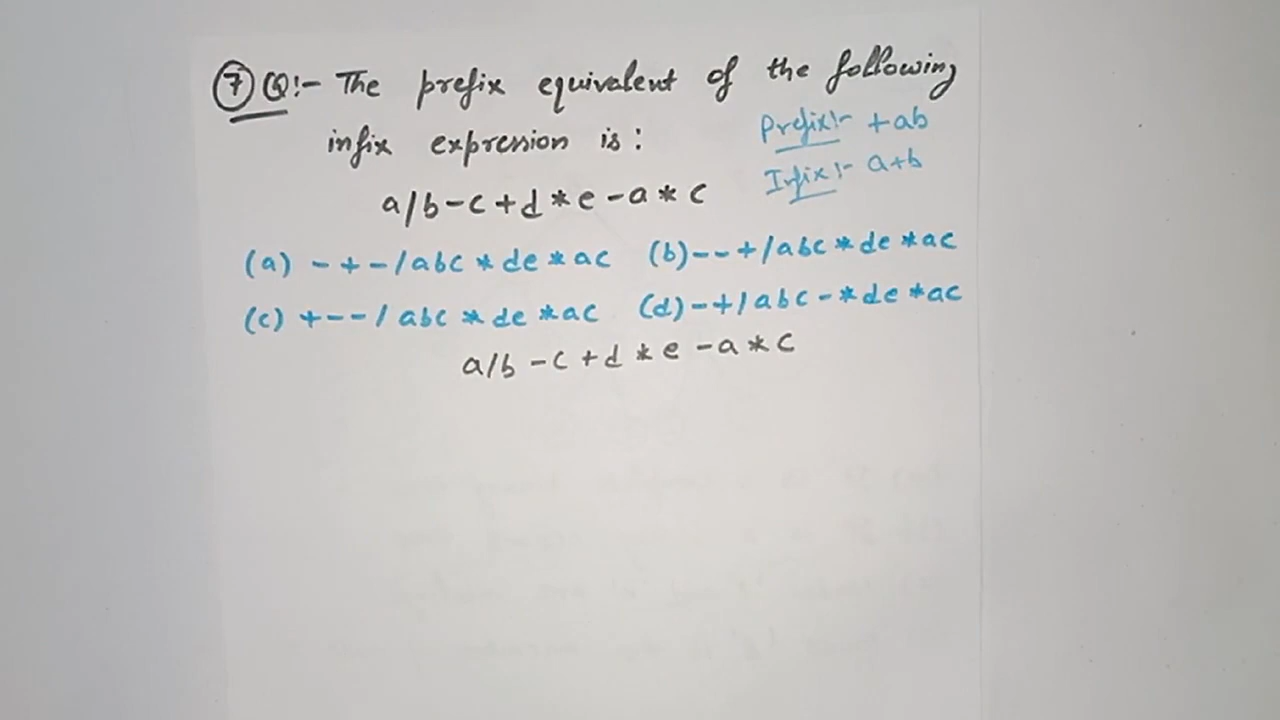 ⑦ Q:- The prefix equivalent of the following
infix expression is:
Prefix:- +ab
Infix:- a+b
a/b-c+d*e-a*c
(a) -+-/abc*de*ac (b)--+/abc*de*ac
(c) +--/abc*de*ac (d)-+/abc-*de*ac
a/b-c+d*e-a*c